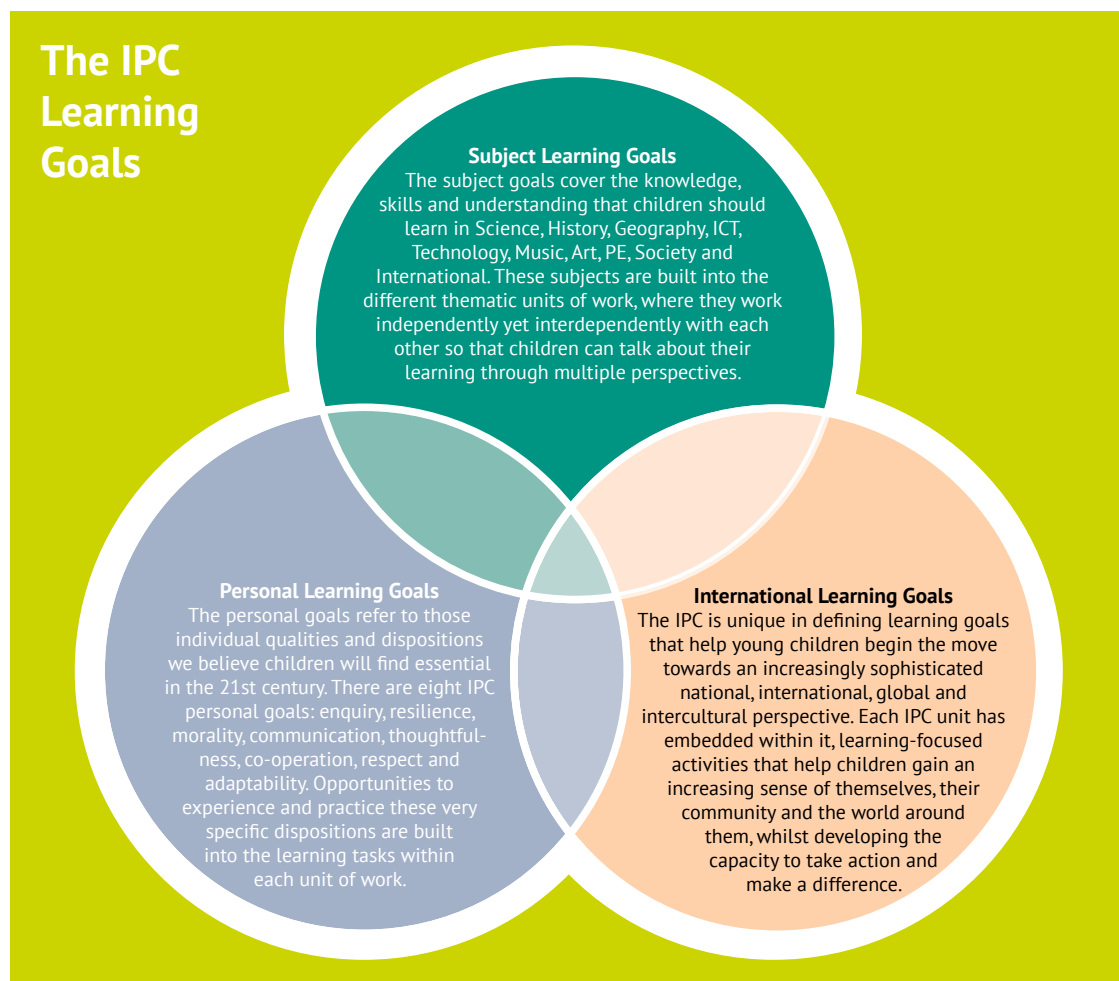 The IPC
Learning
Goals
Subject Learning Goals
The subject goals cover the knowledge,
skills and understanding that children should
learn in Science, History, Geography, ICT,
Technology, Music, Art, PE, Society and
International. These subjects are built into the
different thematic units of work, where they work
independently yet interdependently with each
other so that children can talk about their
learning through multiple perspectives.
Personal Learning Goals
The personal goals refer to those
individual qualities and dispositions
we believe children will find essential
in the 21st century. There are eight IPC
personal goals: enquiry, resilience,
morality, communication, thoughtful-
ness, co-operation, respect and
adaptability. Opportunities to
experience and practice these very
specific dispositions are built
into the learning tasks within
each unit of work.
International Learning Goals
The IPC is unique in defining learning goals
that help young children begin the move
towards an increasingly sophisticated
national, international, global and
intercultural perspective. Each IPC unit has
embedded within it, learning-focused
activities that help children gain an
increasing sense of themselves, their
community and the world around
them, whilst developing the
capacity to take action and
make a difference.